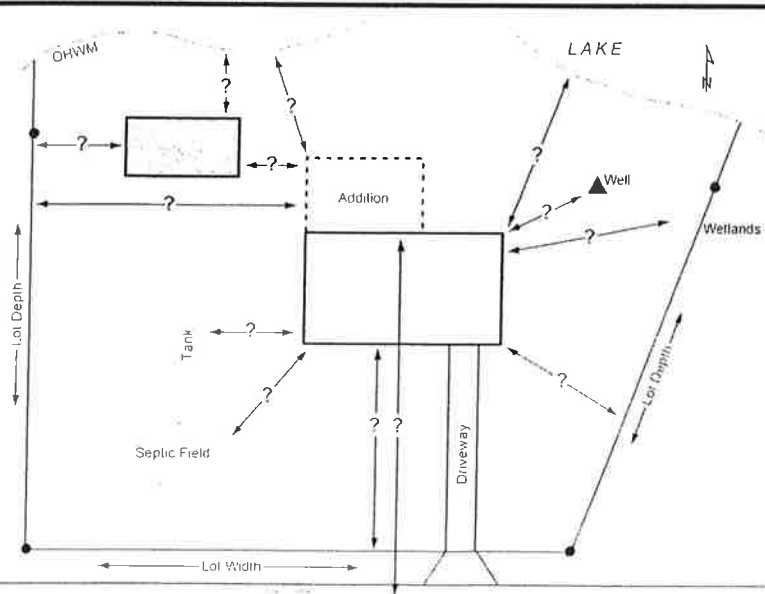 OHWM
LAKE
N
?
?
?
?
?
?
Well
?
Addition
?
?
Wetlands
Lot Depth
Tank
?
?
?
Lot Depth
? ?
Septic Field
Driveway
Lot Width